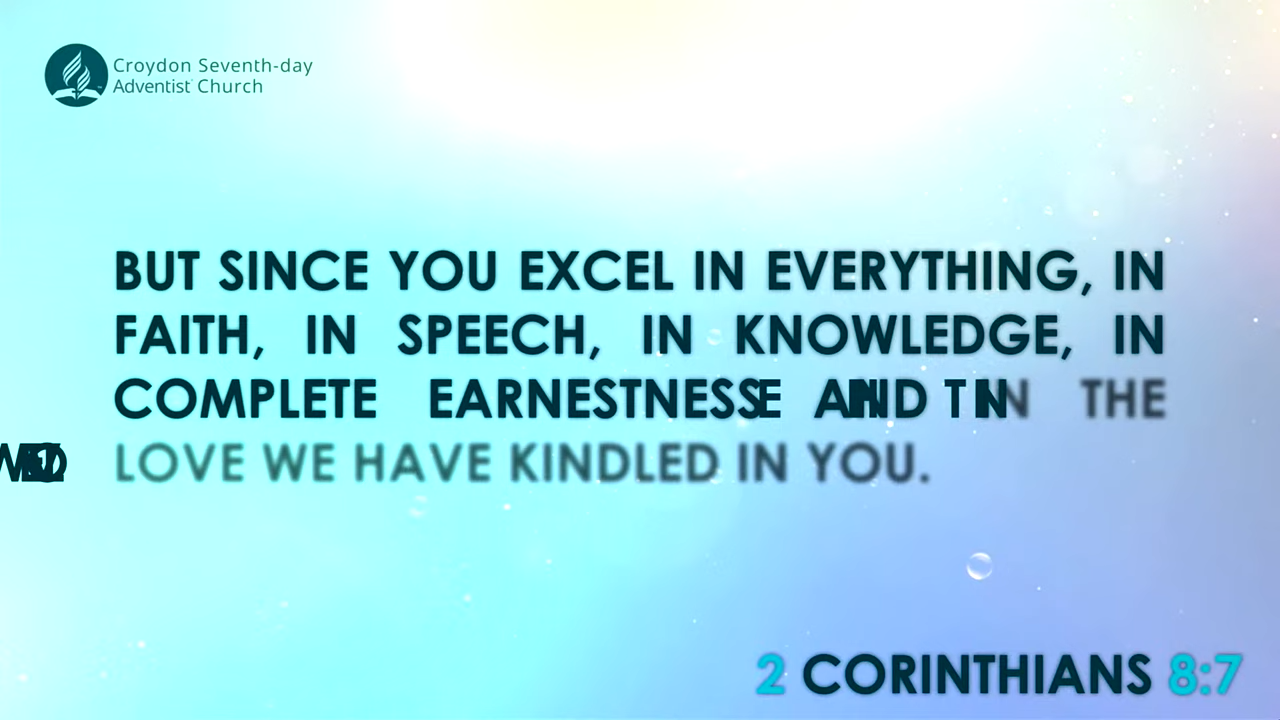 Croydon Seventh-day
Adventist Church
BUT SINCE YOU EXCEL IN EVERYTHING, IN
FAITH, IN SPEECH, IN KNOWLEDGE, IN
COMPLETE EARNESTNESS THE
LOVE WE HAVE KINDLED IN YOU.
2 CORINTHIANS 8:7